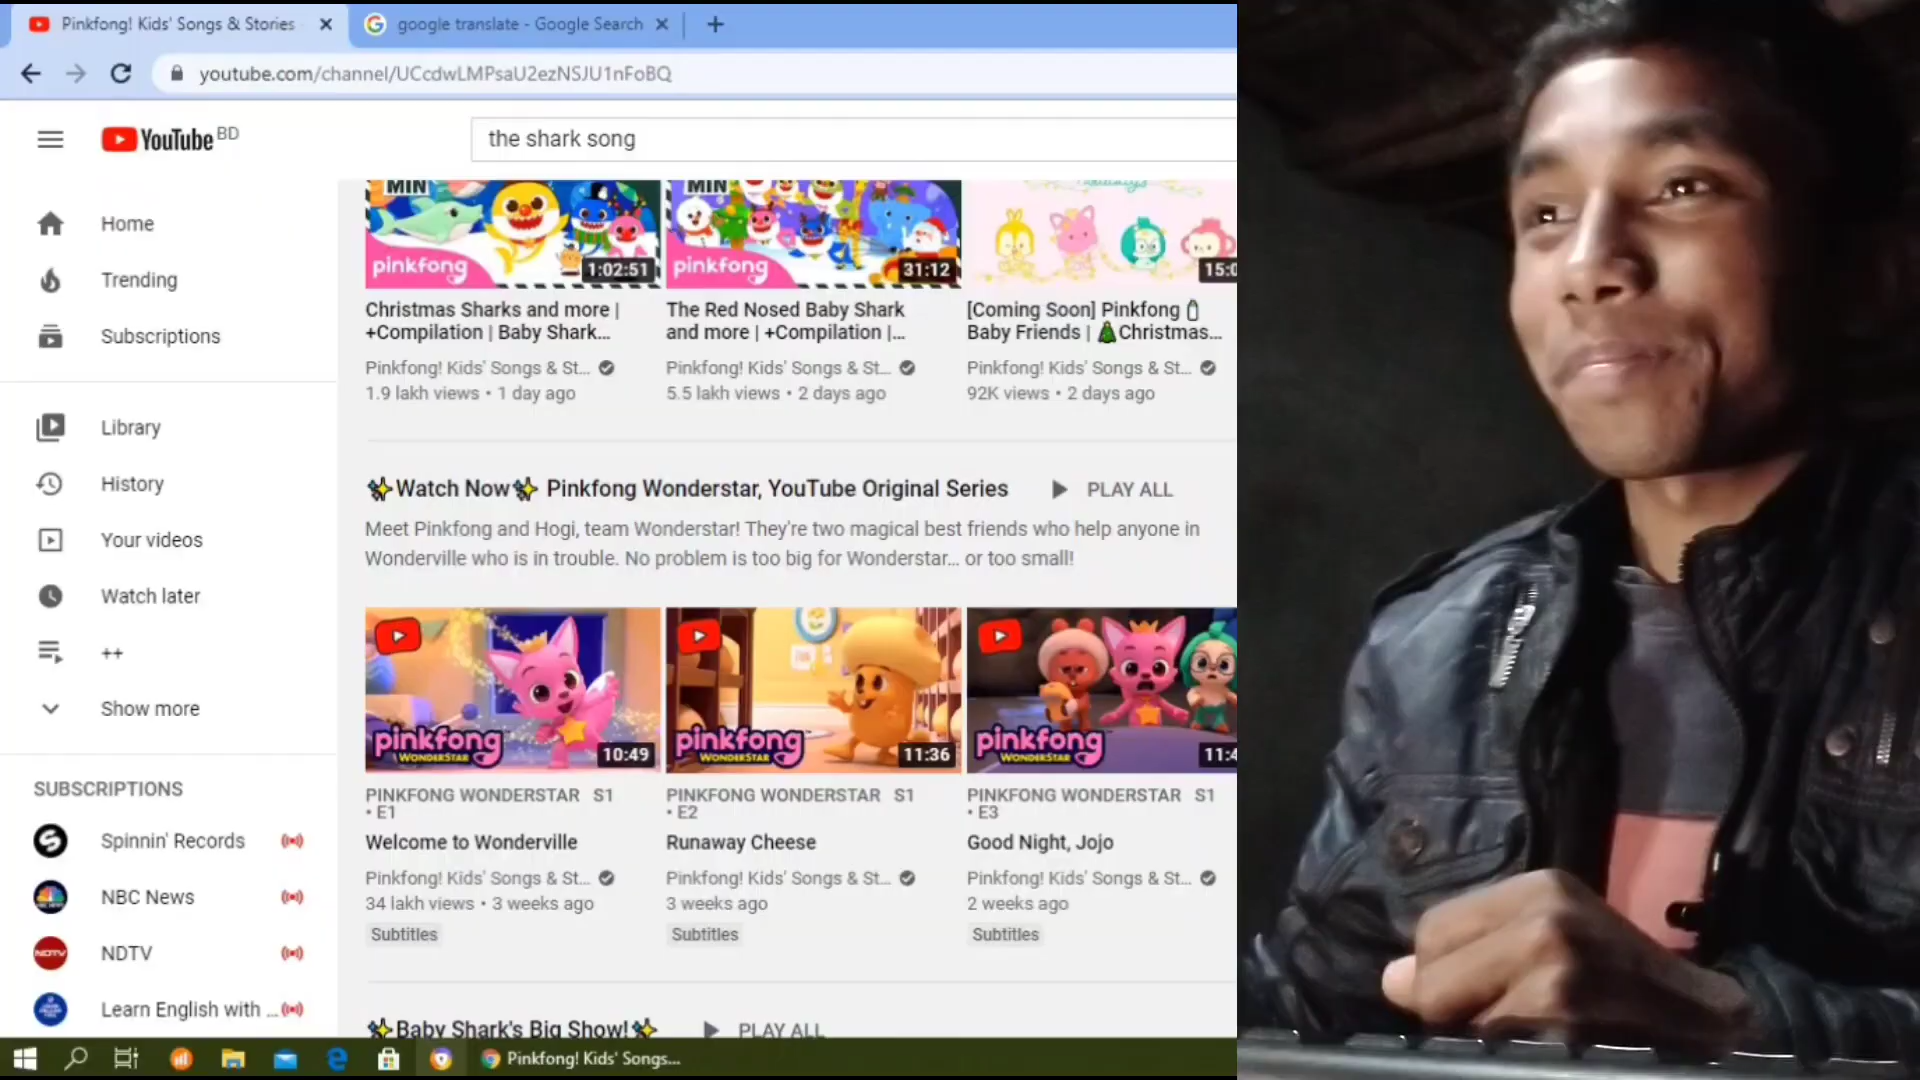 Pinkfong! Kids' Songs & Stories
google translate - Google Search
youtube.com/channel/UCcdwLMPsaU2ezNSJU1nFoBQ
YouTube BD
the shark song
Home
Trending
Subscriptions
Library
History
Your videos
Watch later
++
Show more
SUBSCRIPTIONS
Spinnin' Records
NBC News
NDTV
Learn English with ...
MIN
pinkfong
1:02:51
MIN
pinkfong
31:12
15:0
Christmas Sharks and more |
+Compilation | Baby Shark...
Pinkfong! Kids' Songs & St...
1.9 lakh views • 1 day ago
The Red Nosed Baby Shark
and more | +Compilation |...
Pinkfong! Kids' Songs & St...
5.5 lakh views • 2 days ago
[Coming Soon] Pinkfong🍼
Baby Friends | 🎄Christmas...
Pinkfong! Kids' Songs & St...
92K views • 2 days ago
✨Watch Now✨ Pinkfong Wonderstar, YouTube Original Series
PLAY ALL
Meet Pinkfong and Hogi, team Wonderstar! They're two magical best friends who help anyone in
Wonderville who is in trouble. No problem is too big for Wonderstar... or too small!
pinkfong
WONDERSTAR
10:49
pinkfong
WONDERSTAR
11:36
pinkfong
WONDERSTAR
11:4
PINKFONG WONDERSTAR S1
• E1
Welcome to Wonderville
Pinkfong! Kids' Songs & St...
34 lakh views • 3 weeks ago
Subtitles
PINKFONG WONDERSTAR S1
• E2
Runaway Cheese
Pinkfong! Kids' Songs & St...
3 weeks ago
Subtitles
PINKFONG WONDERSTAR S1
• E3
Good Night, Jojo
Pinkfong! Kids' Songs & St...
2 weeks ago
Subtitles
✨Baby Shark's Big Show!✨
PLAY ALL
Pinkfong! Kids' Songs...